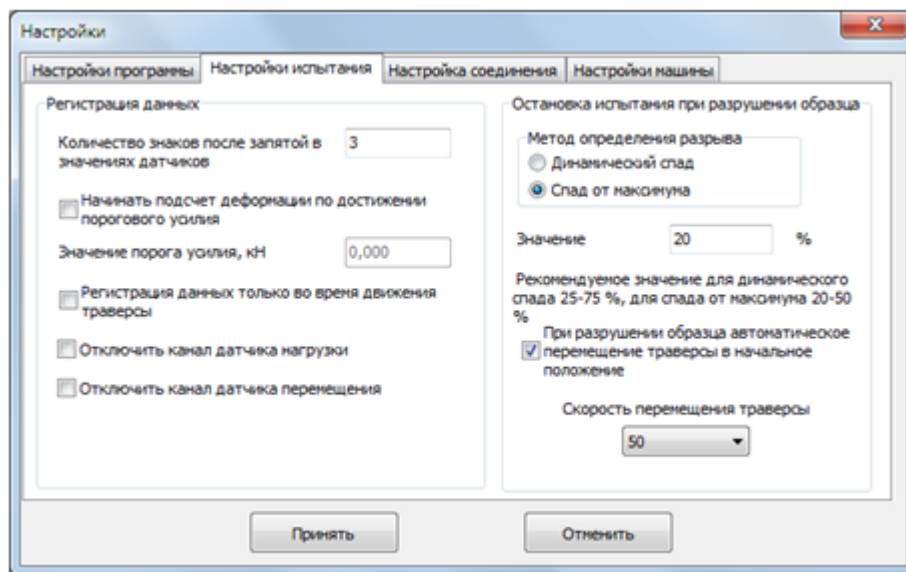 Настройки
Настройки программы
Настройки испытания
Настройка соединения
Настройки машины
Регистрация данных
Количество знаков после запятой в
значениях датчиков
3
Начинать подсчет деформации по достижении
порогового усилия
Значение порога усилия, кН
0,000
Регистрация данных только во время движения
траверсы
Отключить канал датчика нагрузки
Отключить канал датчика перемещения
Остановка испытания при разрушении образца
Метод определения разрыва
Динамический спад
Спад от максимума
Значение
20
%
Рекомендуемое значение для динамического
спада 25-75 %, для спада от максимума 20-50
%
При разрушении образца автоматическое
перемещение траверсы в начальное
положение
Скорость перемещения траверсы
50
Принять
Отменить